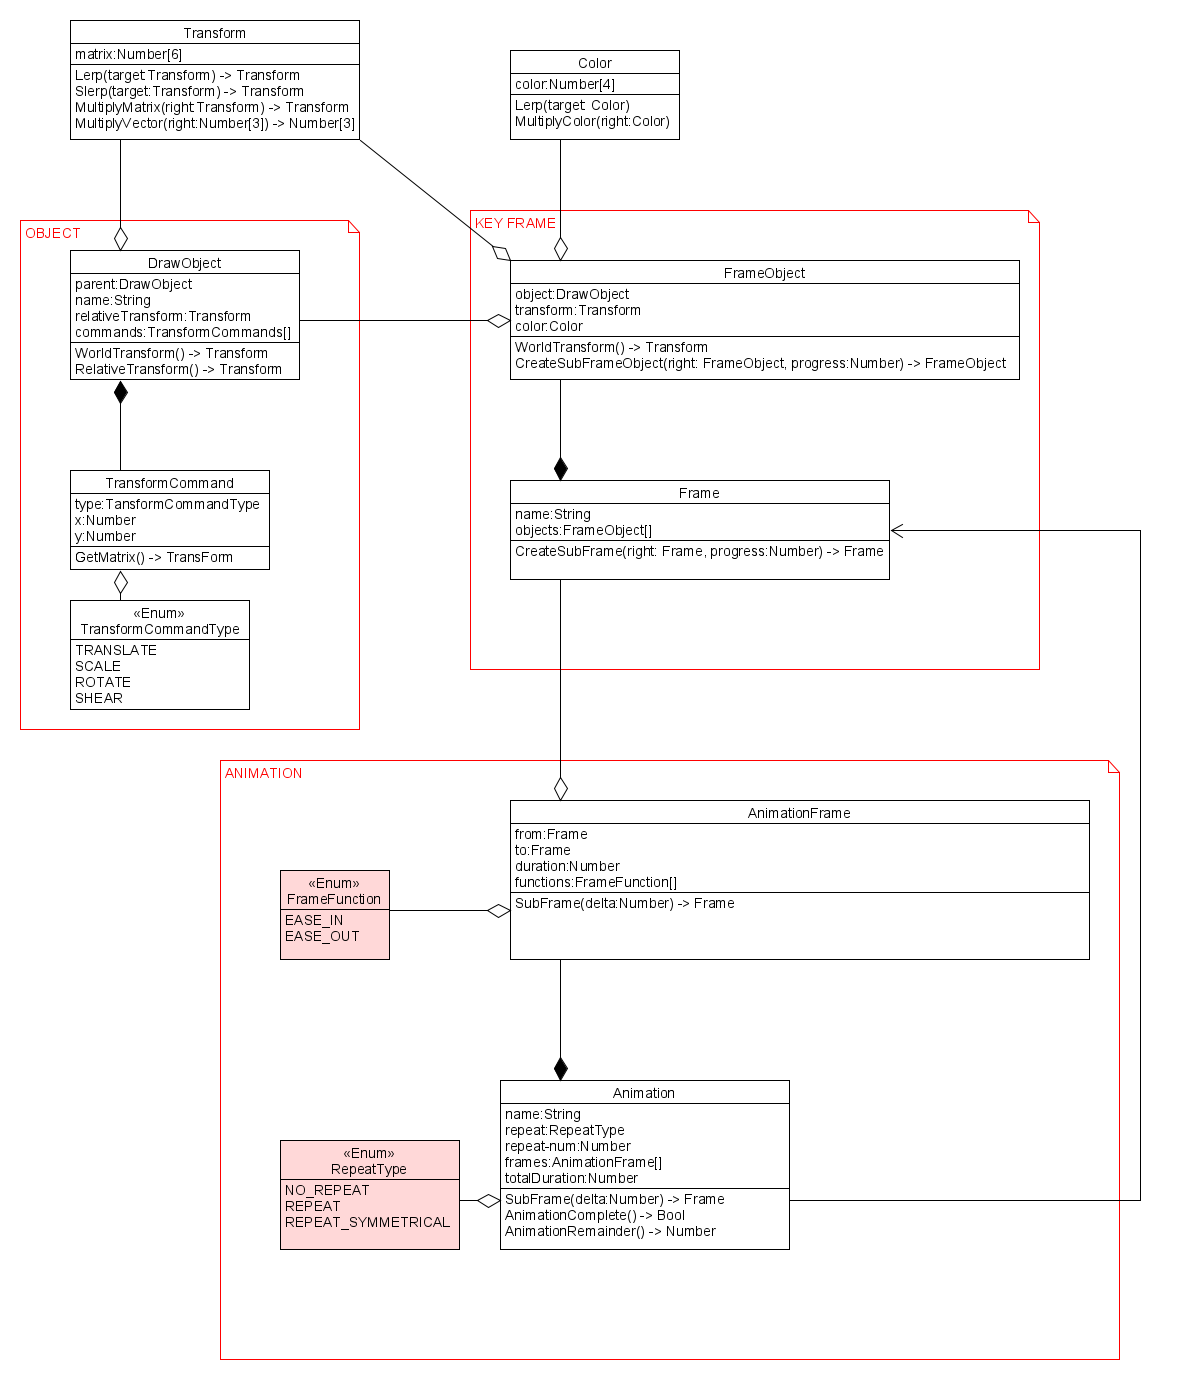 Transform
matrix:Number[6]
Lerp(target:Transform) -> Transform
Slerp(target:Transform) -> Transform
MultiplyMatrix(right:Transform) -> Transform
MultiplyVector(right:Number[3]) -> Number[3]
Color
color:Number[4]
Lerp(target: Color)
MultiplyColor(right:Color)
OBJECT
DrawObject
parent:DrawObject
name:String
relativeTransform:Transform
commands:TransformCommands[]
WorldTransform() -> Transform
RelativeTransform() -> Transform
TransformCommand
type:TansformCommandType
x:Number
y:Number
GetMatrix() -> TransForm
«Enum»
TransformCommandType
TRANSLATE
SCALE
ROTATE
SHEAR
KEY FRAME
FrameObject
object:DrawObject
transform:Transform
color:Color
WorldTransform() -> Transform
CreateSubFrameObject(right: FrameObject, progress:Number) -> FrameObject
Frame
name:String
objects:FrameObject[]
CreateSubFrame(right: Frame, progress:Number) -> Frame
ANIMATION
AnimationFrame
from:Frame
to:Frame
duration:Number
functions:FrameFunction[]
SubFrame(delta:Number) -> Frame
«Enum»
FrameFunction
EASE_IN
EASE_OUT
Animation
name:String
repeat:RepeatType
repeat-num:Number
frames:AnimationFrame[]
totalDuration:Number
SubFrame(delta:Number) -> Frame
AnimationComplete() -> Bool
AnimationRemainder() -> Number
«Enum»
RepeatType
NO_REPEAT
REPEAT
REPEAT_SYMMETRICAL